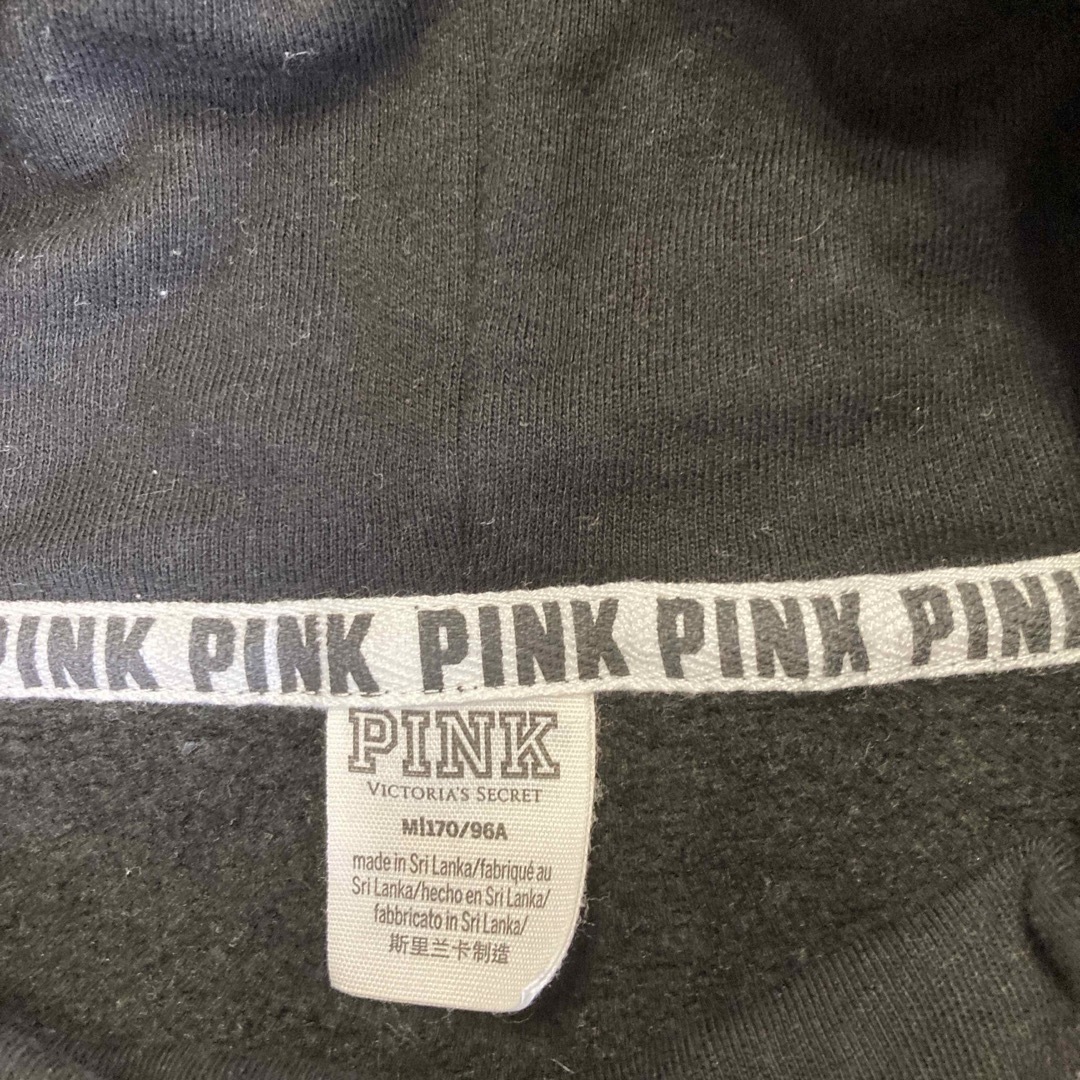 PINK PINK PINK PINK PINK
PINK
VICTORIA'S SECRET
M|170/96A
made in Sri Lanka/fabriqué au
Sri Lanka/hecho en Sri Lanka/
fabbricato in Sri Lanka/
斯里兰卡制造